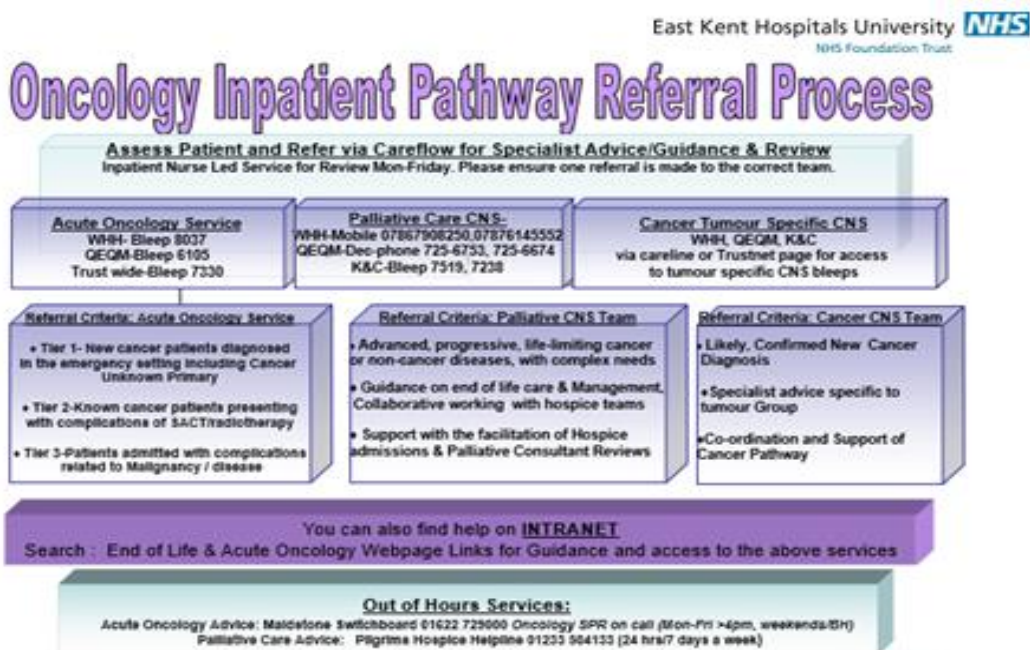 East Kent Hospitals University NHS
NHS Foundation Trust
Oncology Inpatient Pathway Referral Process
Assess Patient and Refer via Careflow for Specialist Advice/Guidance & Review
Inpatient Nurse Led Service for Review Mon-Friday. Please ensure one referral is made to the correct team.
Acute Oncology Service
WHH- Bleep 8037
QEQM-Bleep 6105
Trust wide-Bleep 7330
Palliative Care CNS-
WHH-Mobile 07867908250,07876145552
QEQM-Dec-phone 725-6753, 725-6674
K&C-Bleep 7519, 7238
Cancer Tumour Specific CNS
WHH, QEQM, K&C
via careline or Trustnet page for access
to tumour specific CNS bleeps
Referral Criteria: Acute Oncology Service
• Tier 1- New cancer patients diagnosed
in the emergency setting including Cancer
Unknown Primary
• Tier 2-Known cancer patients presenting
with complications of SACT/radiotherapy
• Tier 3-Patients admitted with complications
related to Malignancy / disease
Referral Criteria: Palliative CNS Team
• Advanced, progressive, life-limiting cancer
or non-cancer diseases, with complex needs
• Guidance on end of life care & Management,
Collaborative working with hospice teams
• Support with the facilitation of Hospice
admissions & Palliative Consultant Reviews
Referral Criteria: Cancer CNS Team
• Likely, Confirmed New Cancer
Diagnosis
•Specialist advice specific to
tumour Group
•Co-ordination and Support of
Cancer Pathway
You can also find help on INTRANET
Search : End of Life & Acute Oncology Webpage Links for Guidance and access to the above services
Out of Hours Services:
Acute Oncology Advice: Maidstone Switchboard 01622 729000 Oncology SPR on call (Mon-Fri >4pm, weekends/BH)
Palliative Care Advice: Pilgrims Hospice Helpline 01233 504133 (24 hrs/7 days a week)